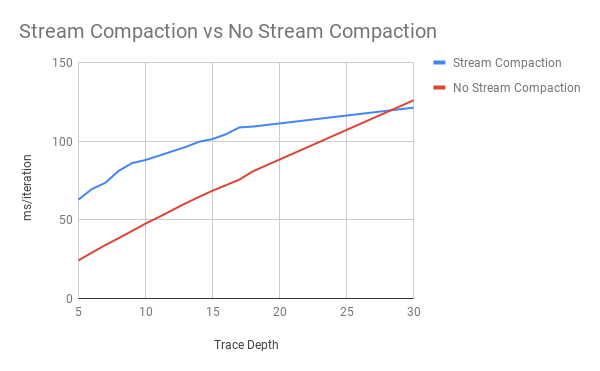 Stream Compaction vs No Stream Compaction
Stream Compaction
No Stream Compaction
ms/iteration
150
100
50
0
5 10 15 20 25 30
Trace Depth